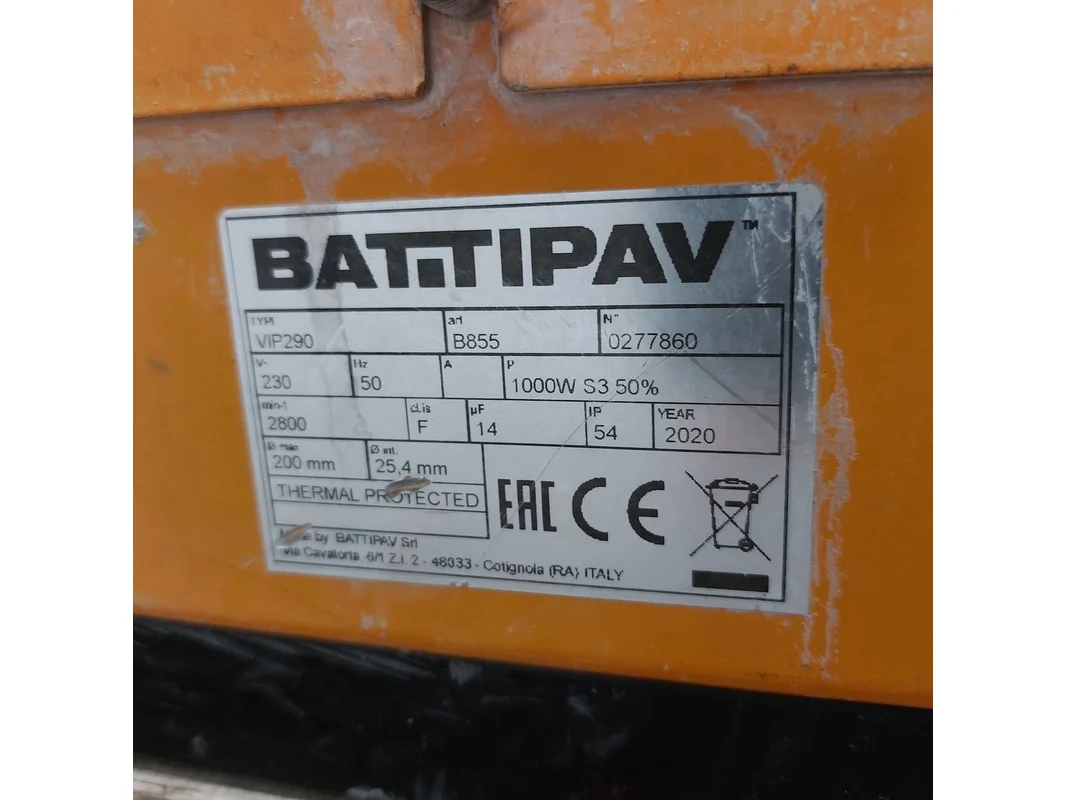 BATTIPAV™
TYPE art N°
VIP290 B855 0277860
V~ Hz A P
230 50 1000W S3 50%
min-1 cl.is µF IP YEAR
2800 F 14 54 2020
Ø max. Ø int.
200 mm 25,4 mm
THERMAL PROTECTED
EAC CE
by BATTIPAV Srl
Via Cavatorta, 6/1 Z.I. 2 - 48033 - Cotignola (RA) ITALY